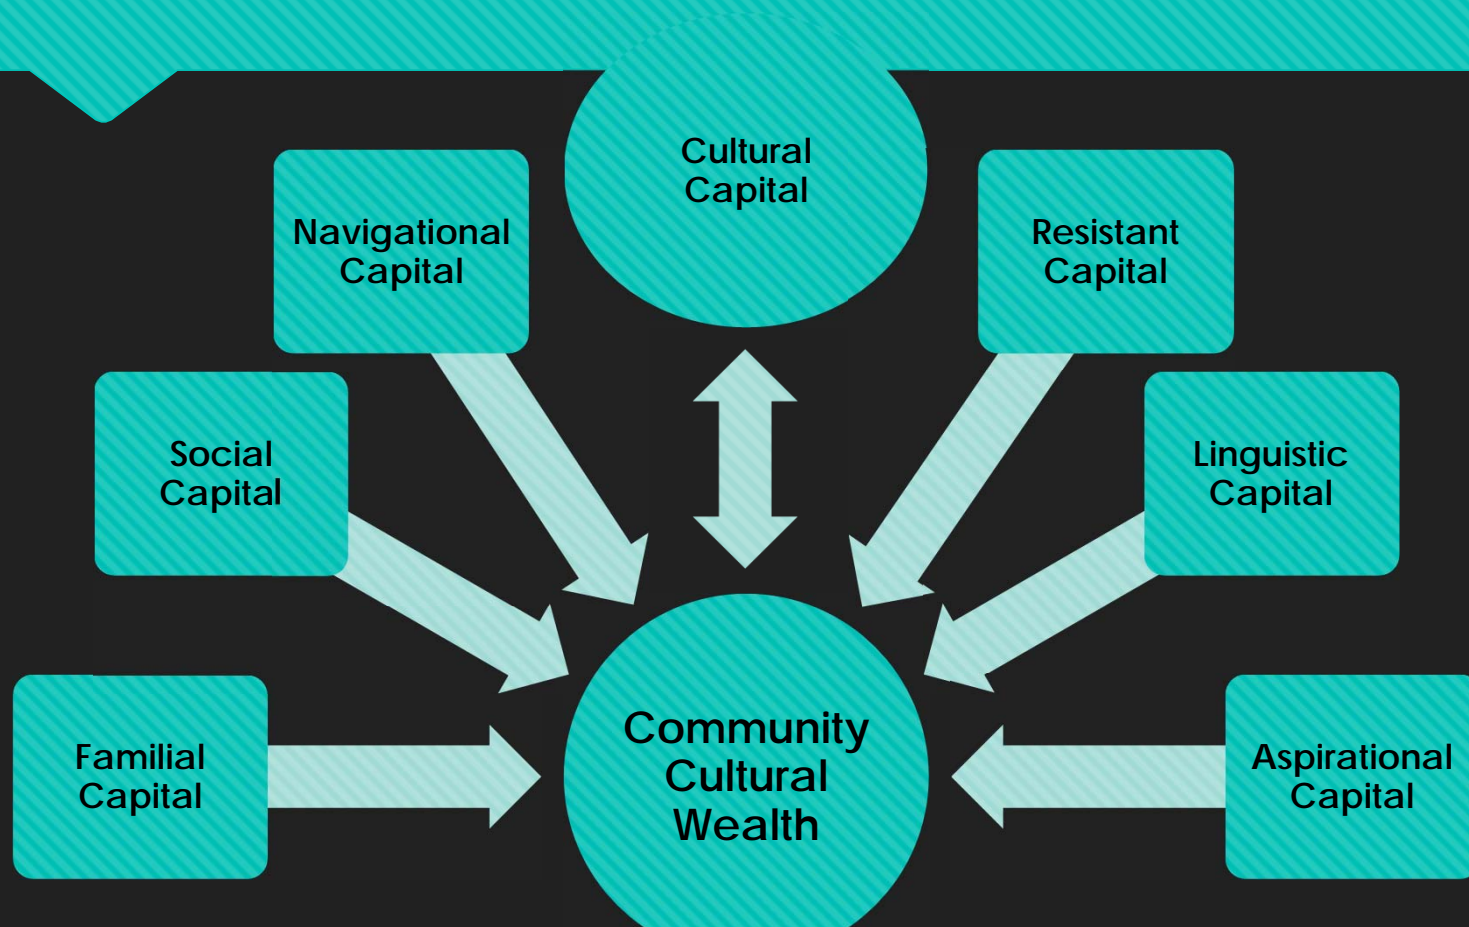 Cultural
Capital
Navigational
Capital
Resistant
Capital
Social
Capital
Linguistic
Capital
Familial
Capital
Community
Cultural
Wealth
Aspirational
Capital